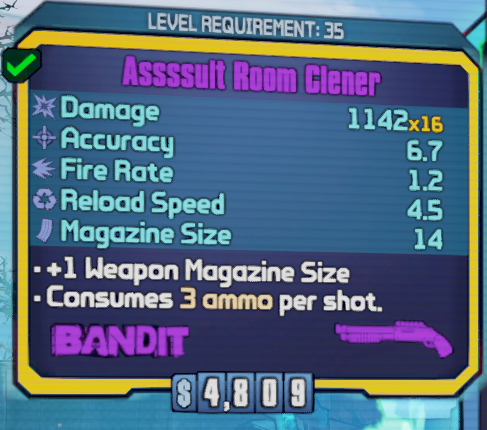 LEVEL REQUIREMENT: 35
Assssult Room Clener
Damage 1142x16
Accuracy 6.7
Fire Rate 1.2
Reload Speed 4.5
Magazine Size 14
• +1 Weapon Magazine Size
• Consumes 3 ammo per shot.
BANDIT
$ 4,809